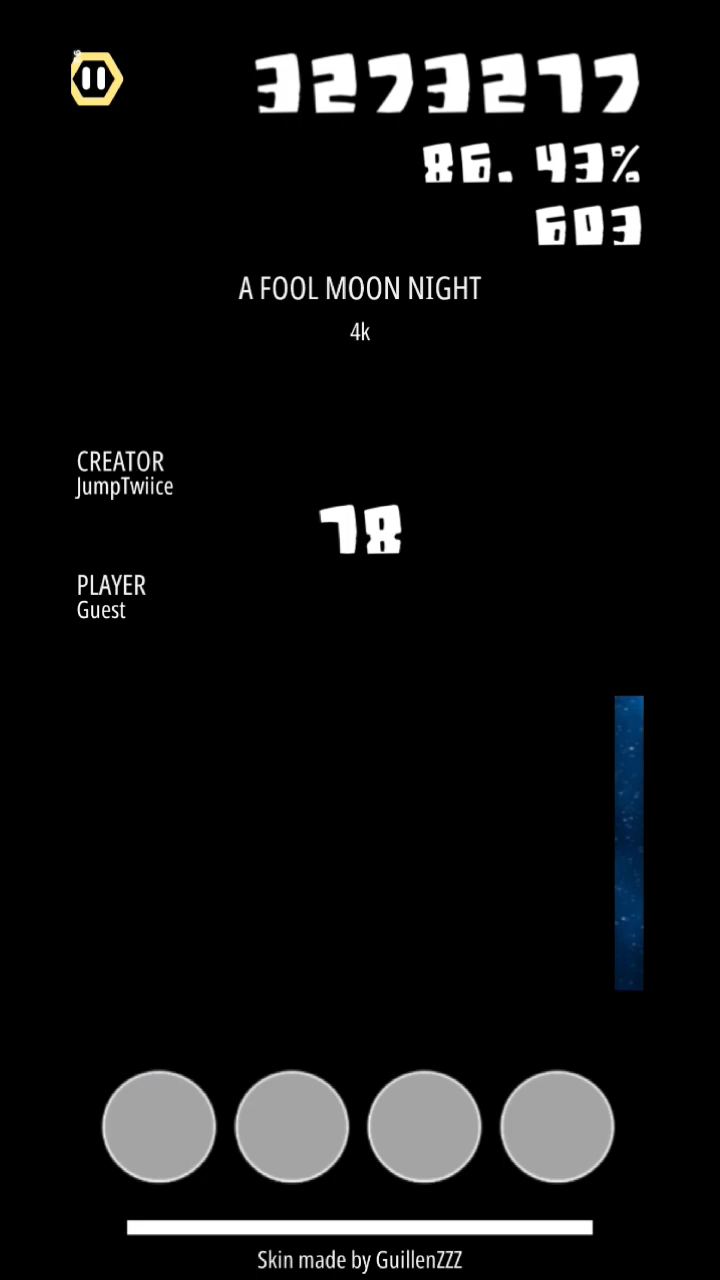 3273277
86.43%
603
A FOOL MOON NIGHT
4k
CREATOR
JumpTwiice
78
PLAYER
Guest
Skin made by GuillenZZZ